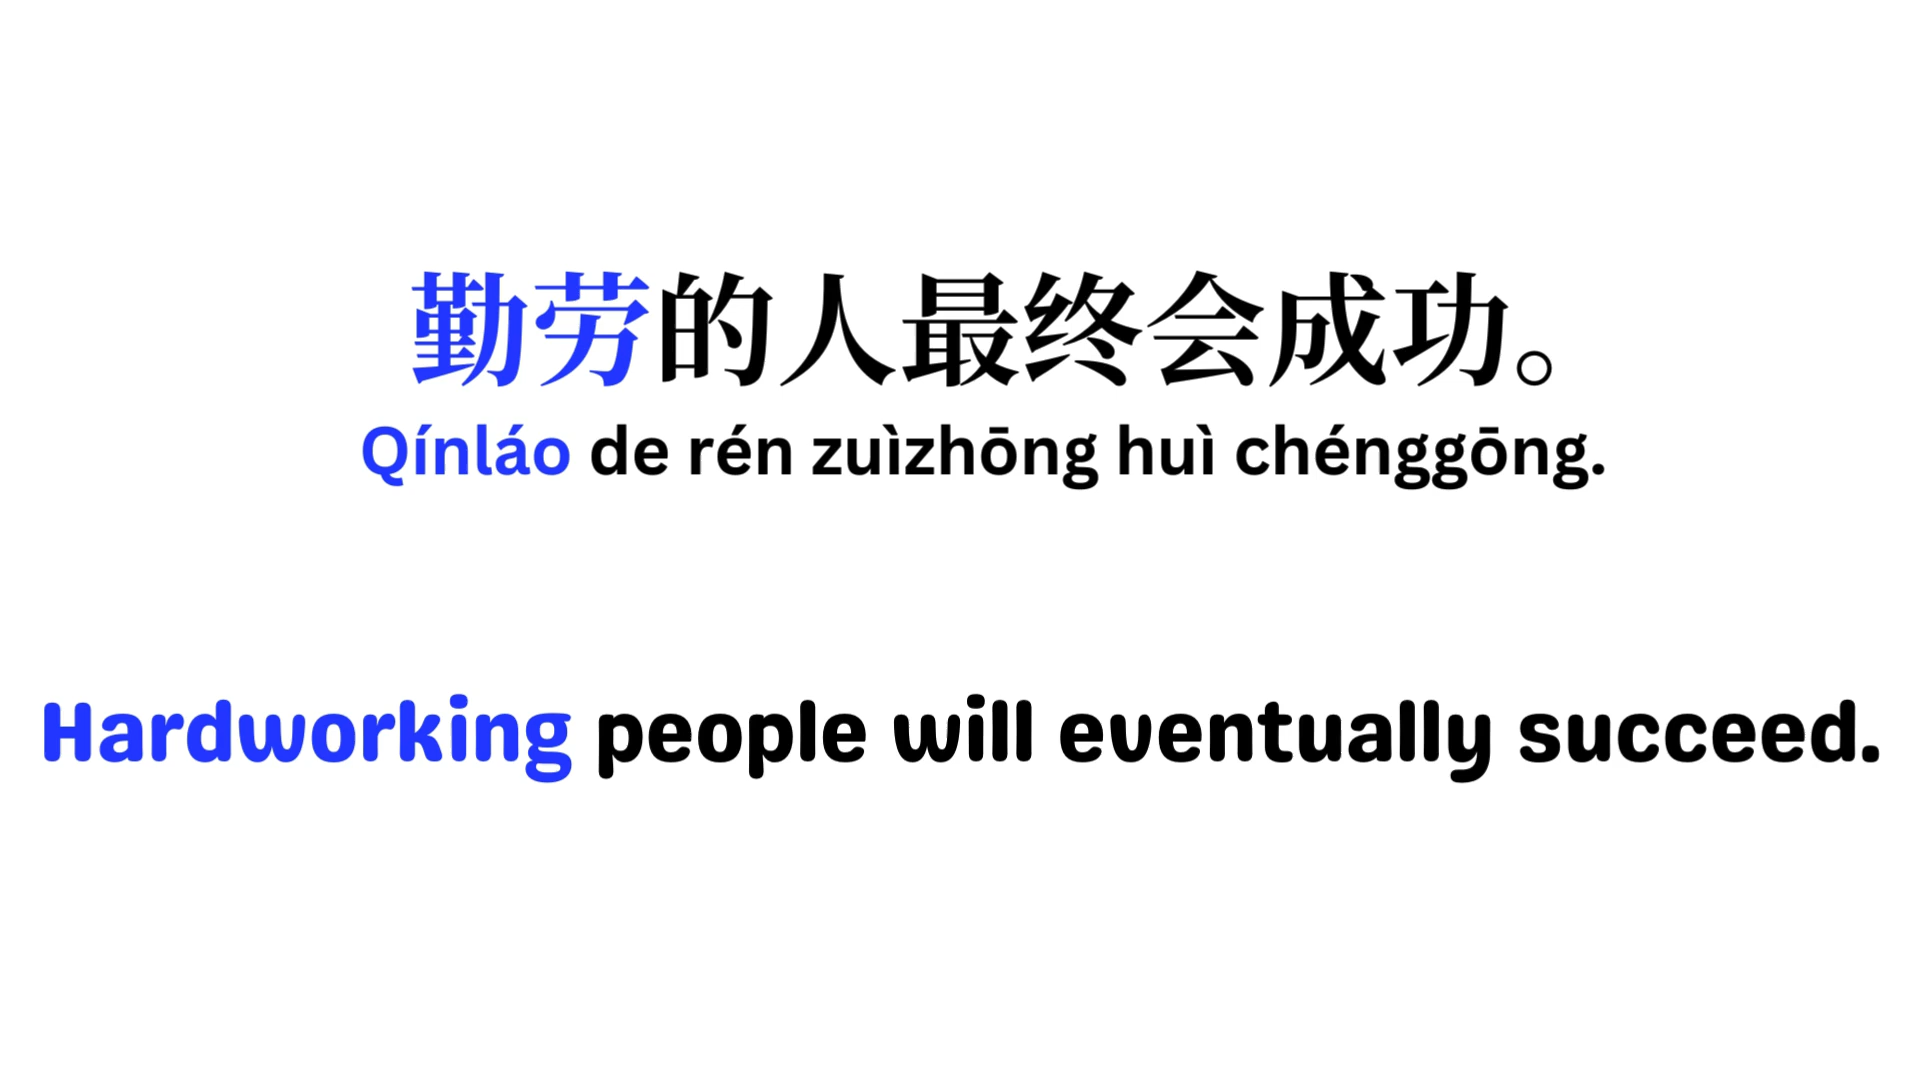 勤劳的人最终会成功。
Qínláo de rén zuìzhōng huì chénggōng.
Hardworking people will eventually succeed.